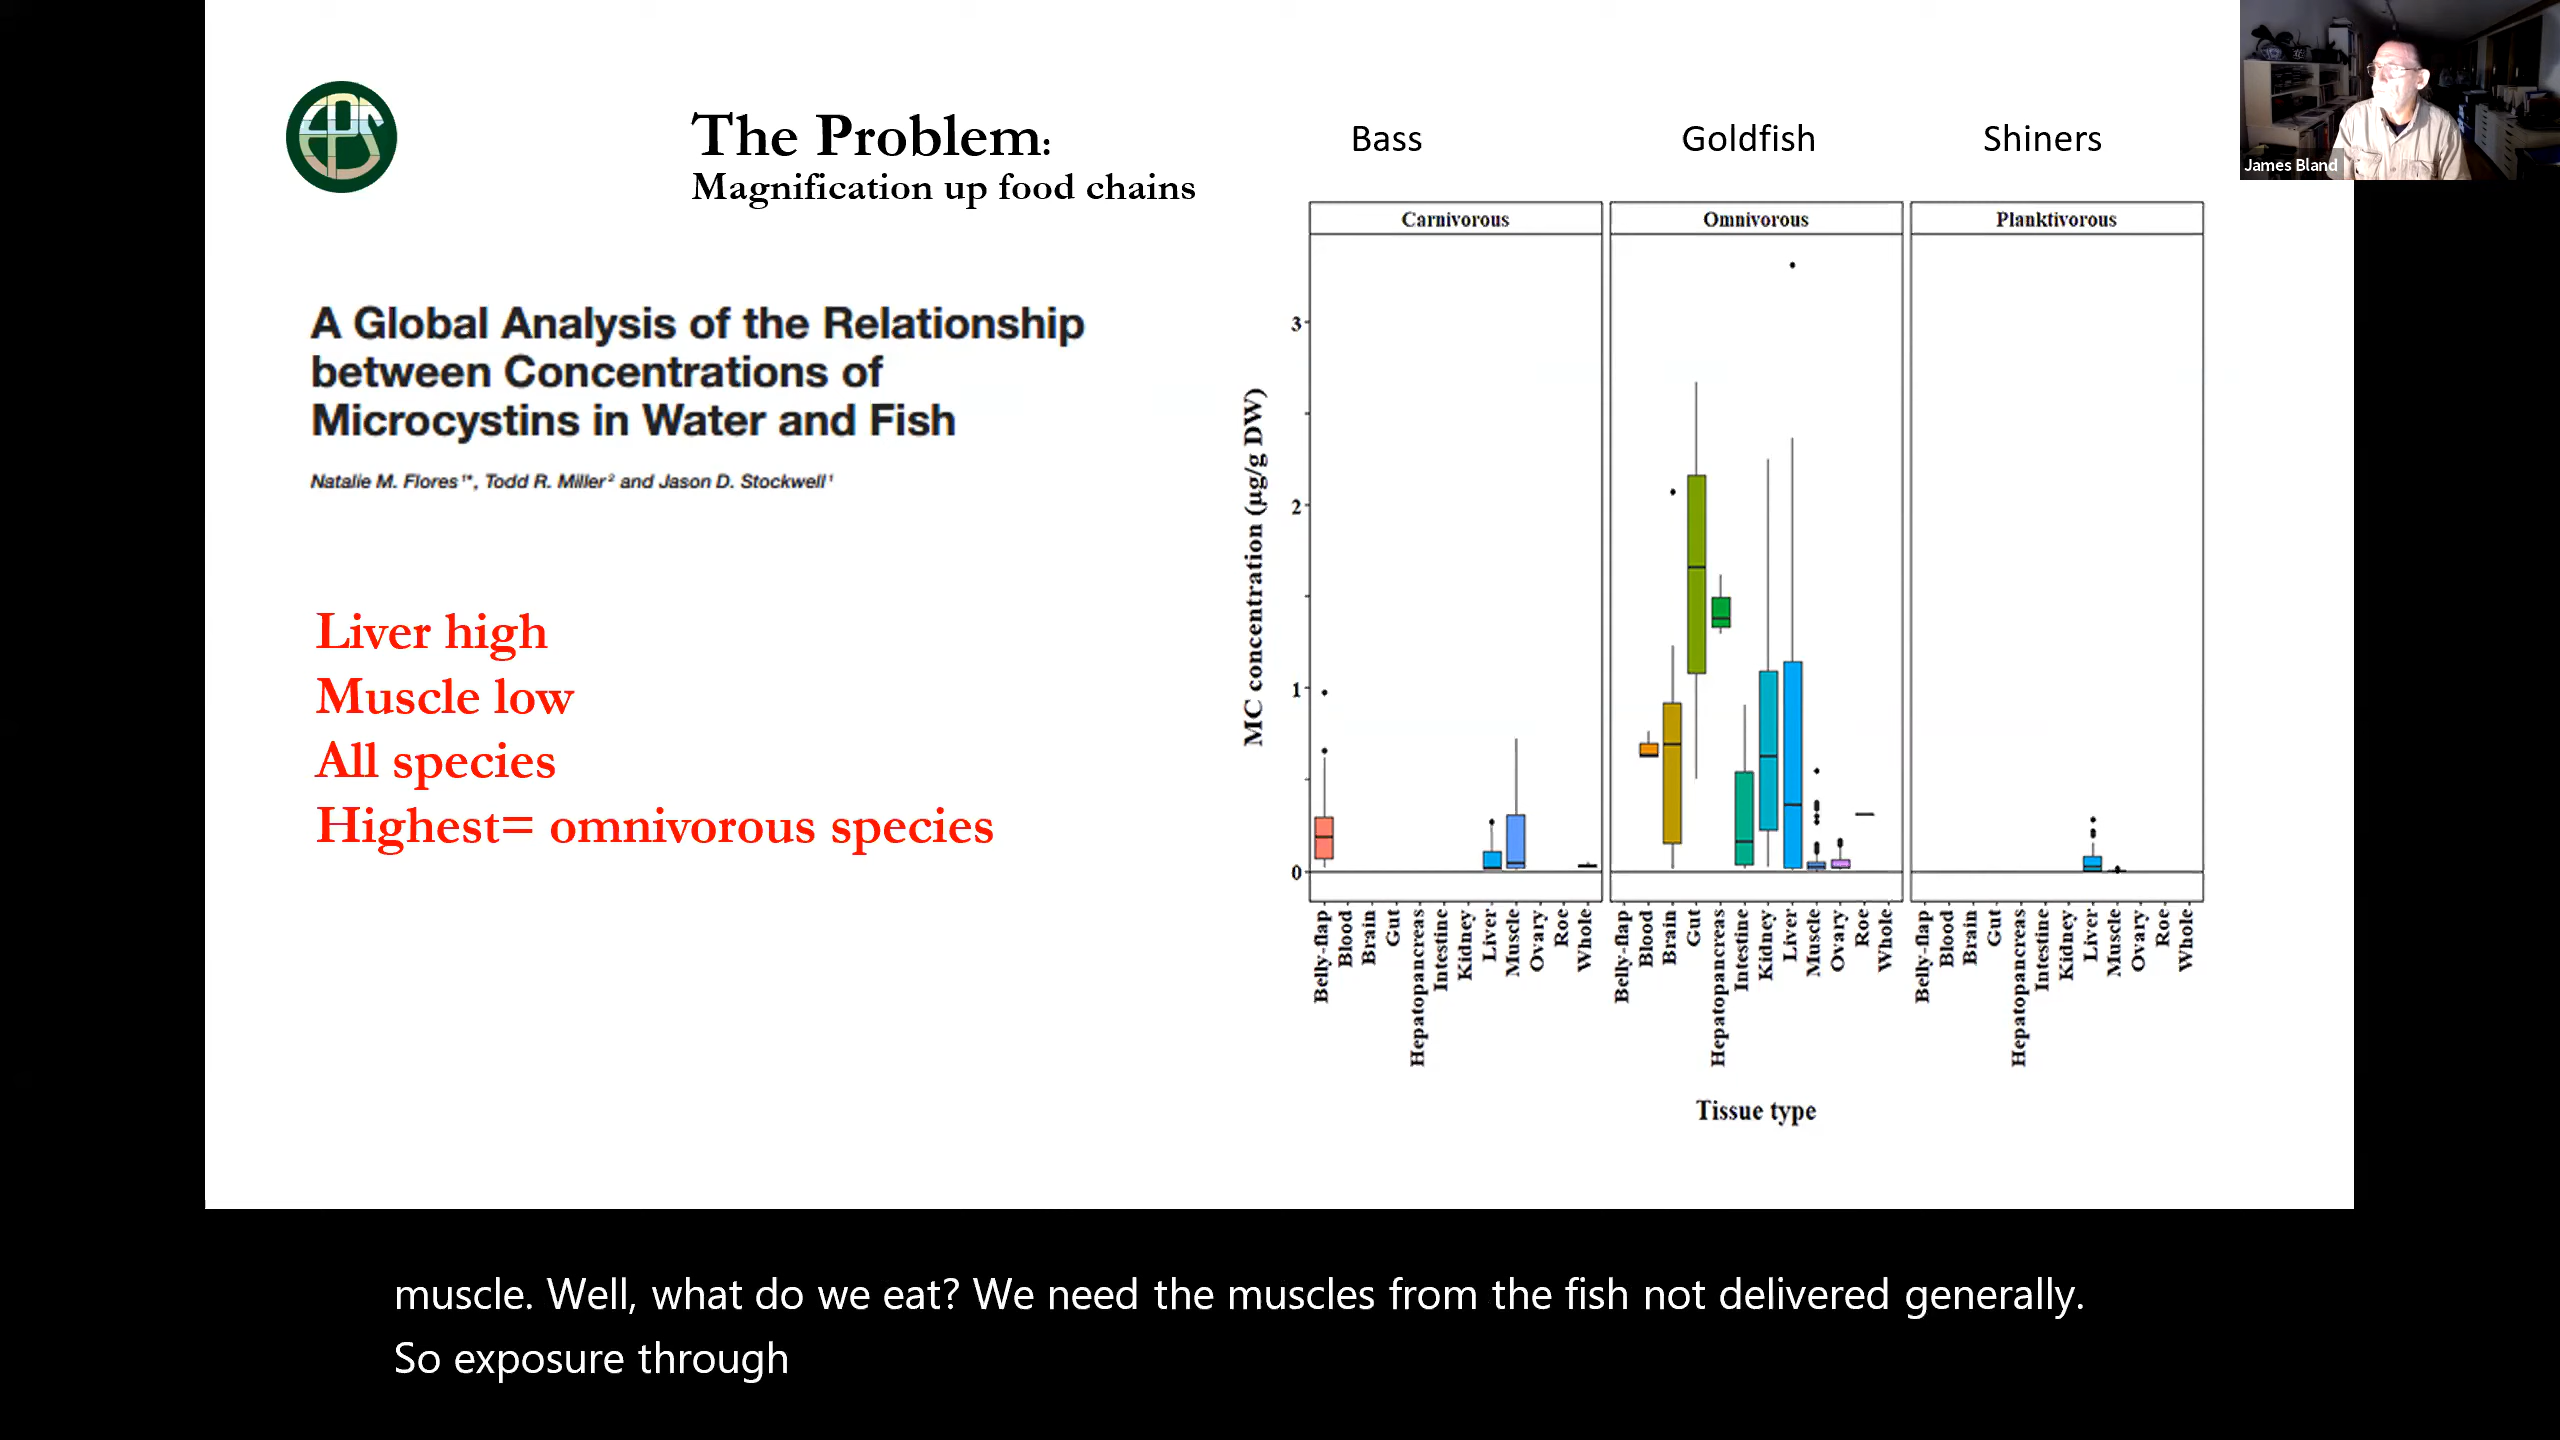 EPS
The Problem:
Magnification up food chains
Bass
Goldfish
Shiners
James Bland
A Global Analysis of the Relationship
between Concentrations of
Microcystins in Water and Fish
Natalie M. Flores ¹*, Todd R. Miller ² and Jason D. Stockwell ¹
Liver high
Muscle low
All species
Highest= omnivorous species
Carnivorous
Omnivorous
Planktivorous
MC concentration (µg/g DW)
3
2
1
0
Belly-flap
Blood
Brain
Gut
Hepatopancreas
Intestine
Kidney
Liver
Muscle
Ovary
Roe
Whole
Belly-flap
Blood
Brain
Gut
Hepatopancreas
Intestine
Kidney
Liver
Muscle
Ovary
Roe
Whole
Belly-flap
Blood
Brain
Gut
Hepatopancreas
Intestine
Kidney
Liver
Muscle
Ovary
Roe
Whole
Tissue type
muscle. Well, what do we eat? We need the muscles from the fish not delivered generally.
So exposure through